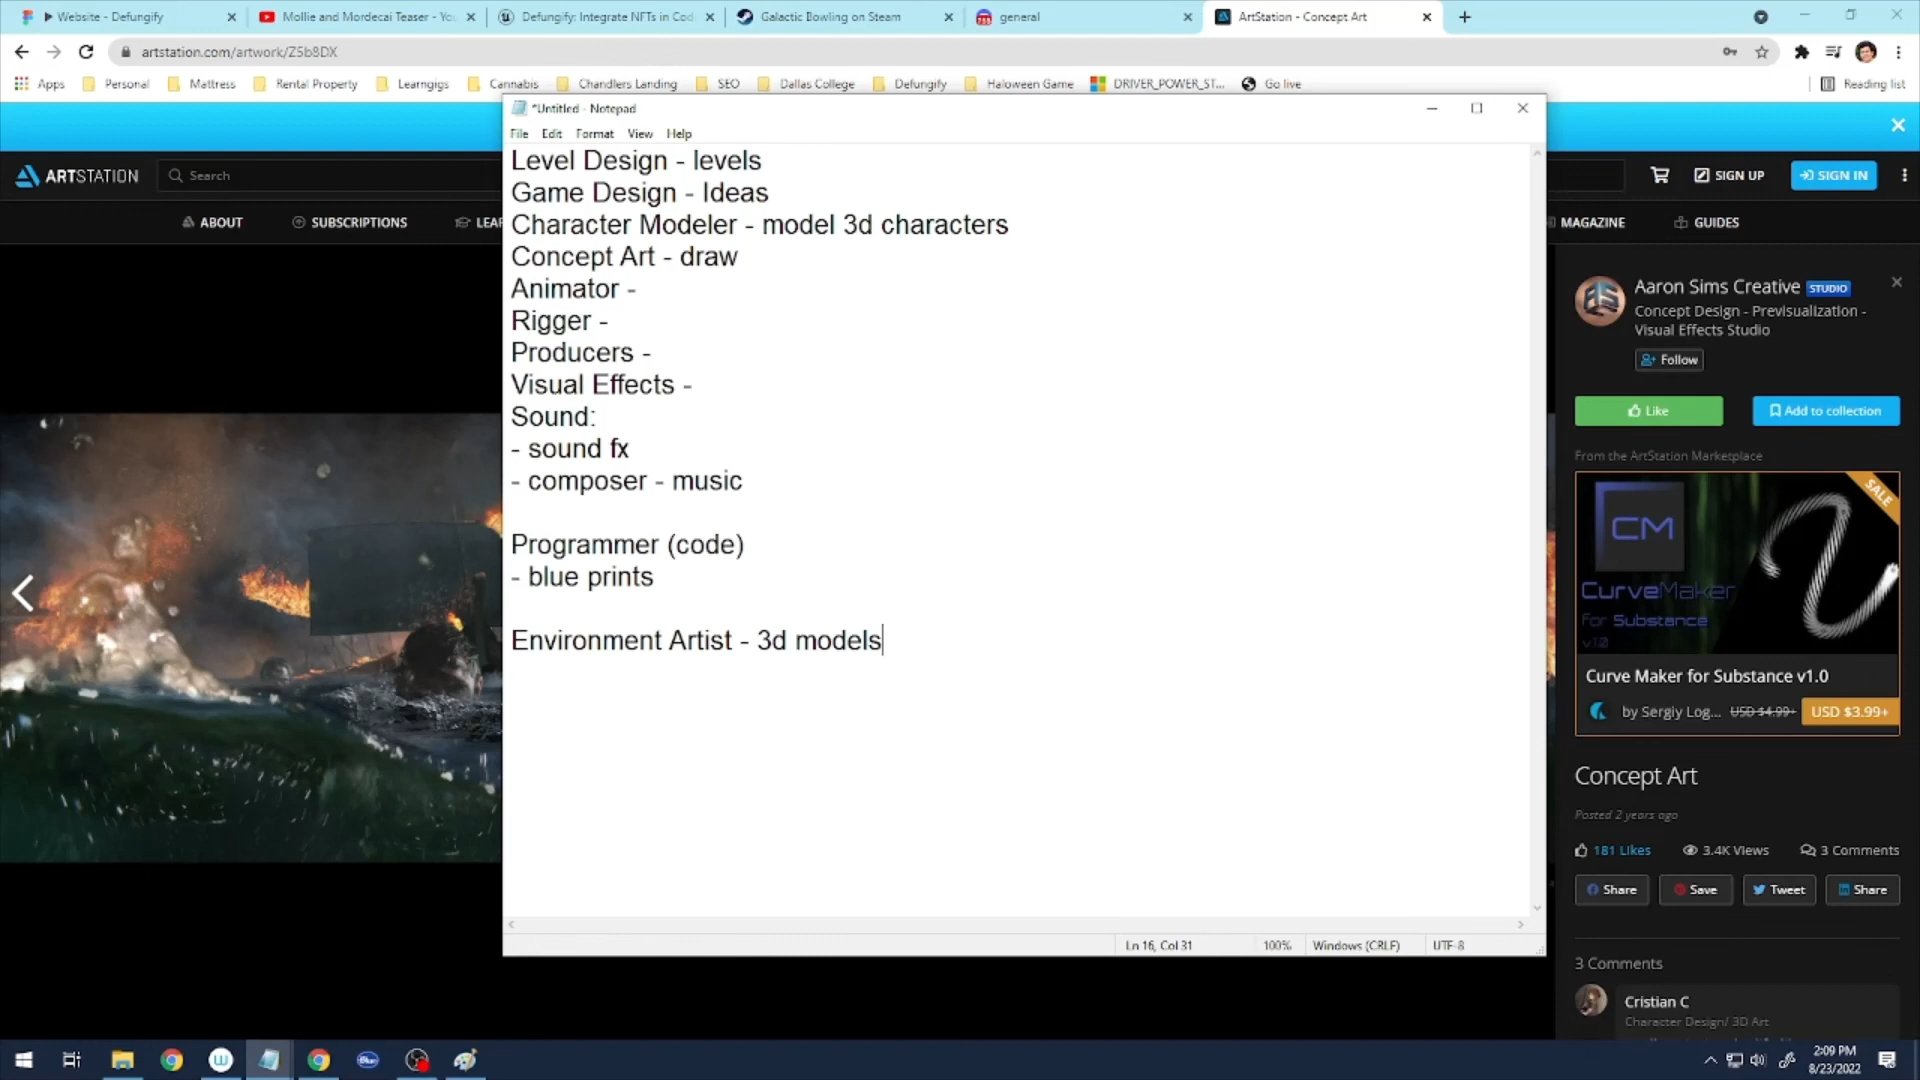 Website - Defungify
Mollie and Mordecai Teaser - You
Defungify: Integrate NFTs in Cod
Galactic Bowling on Steam
general
ArtStation - Concept Art
artstation.com/artwork/Z5b8DX
Apps
Personal
Mattress
Rental Property
Learngigs
Cannabis
Chandlers Landing
SEO
Dallas College
Defungify
Haloween Game
DRIVER_POWER_ST...
Go live
Reading list
*Untitled - Notepad
File Edit Format View Help
Level Design - levels
Game Design - Ideas
Character Modeler - model 3d characters
Concept Art - draw
Animator -
Rigger -
Producers -
Visual Effects -
Sound:
- sound fx
- composer - music
Programmer (code)
- blue prints
Environment Artist - 3d models
Ln 16, Col 31
100%
Windows (CRLF)
UTF-8
ARTSTATION
Search
SIGN UP
SIGN IN
ABOUT
SUBSCRIPTIONS
LEAR
MAGAZINE
GUIDES
Aaron Sims Creative STUDIO
Concept Design - Previsualization -
Visual Effects Studio
Follow
Like
Add to collection
From the ArtStation Marketplace
SALE
CM
CurveMaker
For Substance
v1.0
Curve Maker for Substance v1.0
by Sergiy Log... USD $4.99+ USD $3.99+
Concept Art
Posted 2 years ago
181 Likes
3.4K Views
3 Comments
Share
Save
Tweet
Share
3 Comments
Cristian C
Character Design/ 3D Art
Blue
2:09 PM
8/23/2022